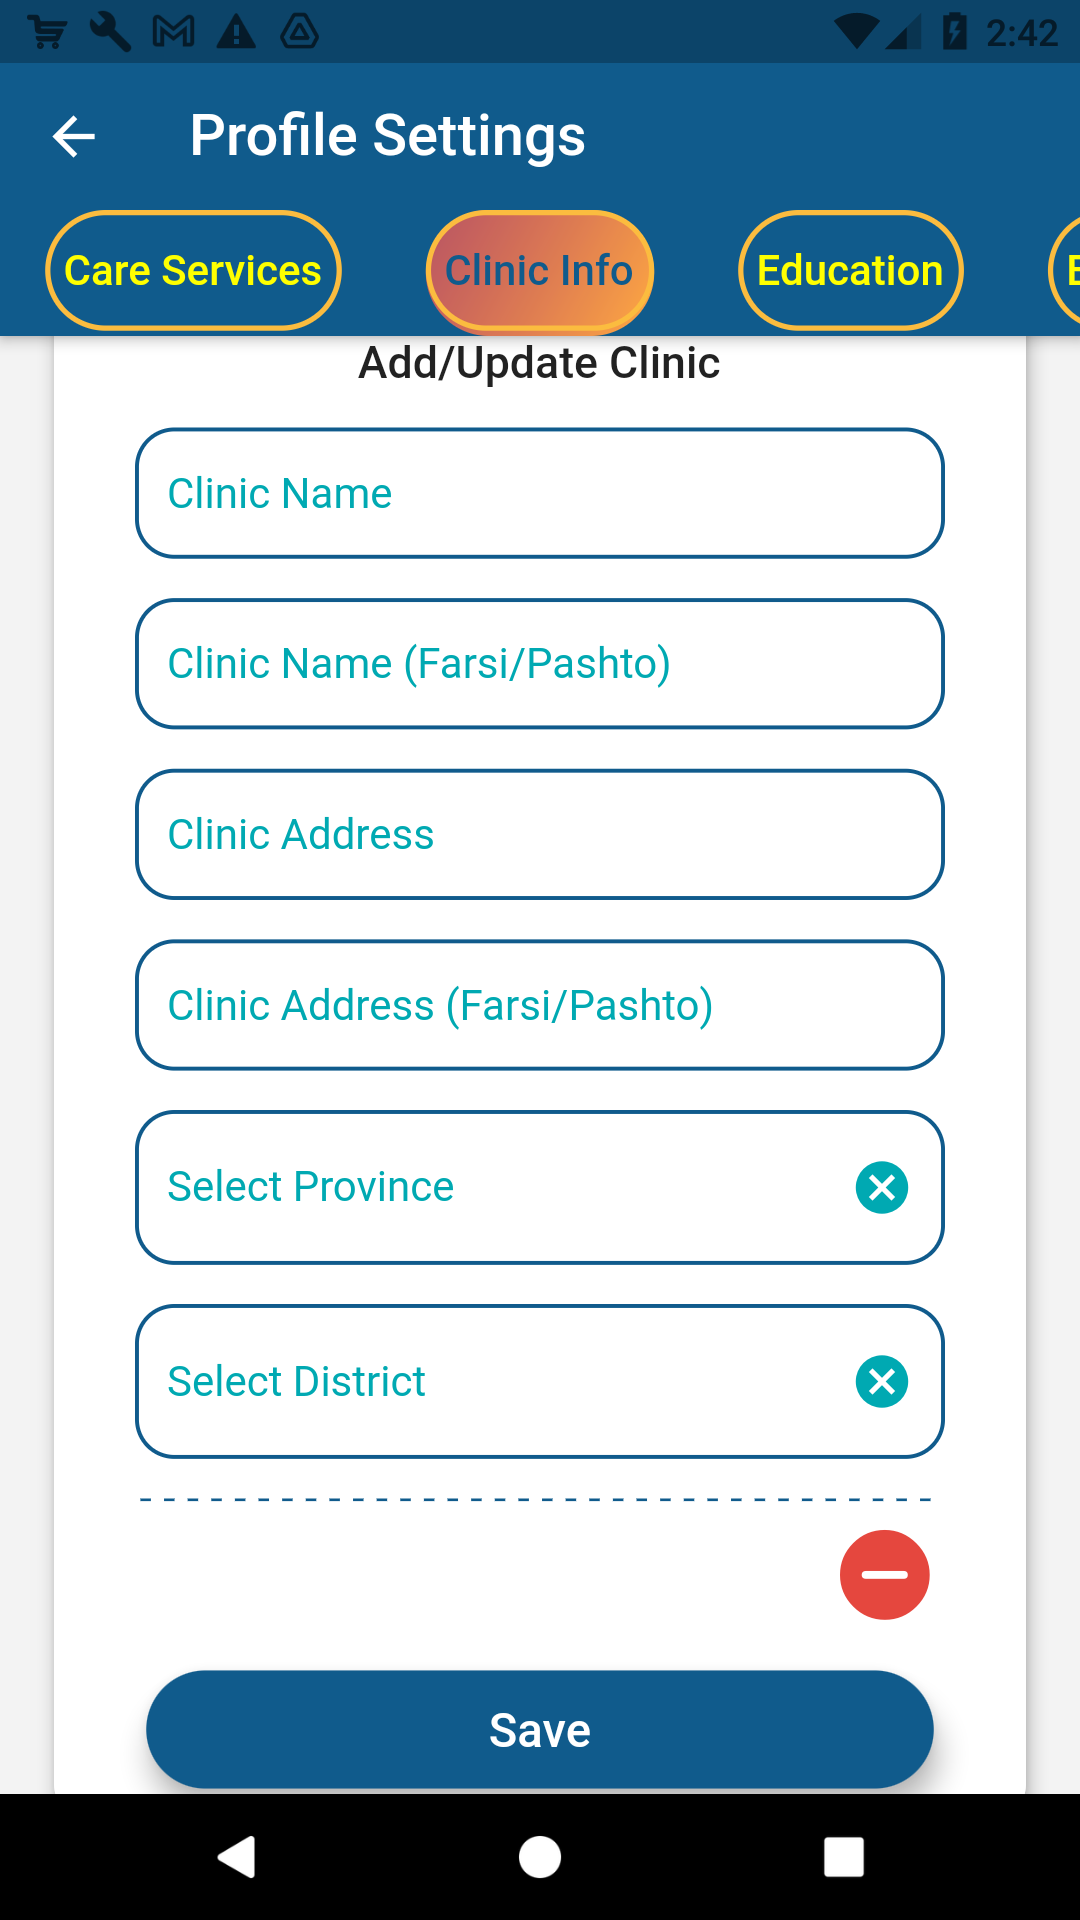 2:42
Profile Settings
Care Services
Clinic Info
Education
Add/Update Clinic
Clinic Name
Clinic Name (Farsi/Pashto)
Clinic Address
Clinic Address (Farsi/Pashto)
Select Province
Select District
Save